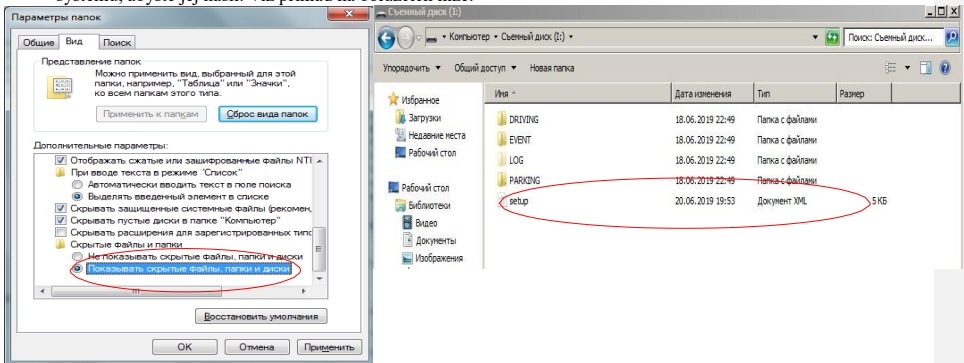 Параметры папок
Общие Вид Поиск
Представление папок
Можно применить вид, выбранный для этой
папки, например, "Таблица" или "Значки",
ко всем папкам этого типа.
Применить к папкам Сброс вида папок
Дополнительные параметры:
Отображать сжатые или зашифрованные файлы NTI
При вводе текста в режиме "Список"
Автоматически вводить текст в поле поиска
Выделять введенный элемент в списке
Скрывать защищенные системные файлы (рекомен,
Скрывать пустые диски в папке "Компьютер"
Скрывать расширения для зарегистрированных типс
Скрытые файлы и папки
Не показывать скрытые файлы, папки и диски
Показывать скрытые файлы, папки и диски
Восстановить умолчания
OK Отмена Применить
Съемный диск (I:)
Компьютер Съемный диск (I:) Поиск: Съемный диск...
Упорядочить Общий доступ Новая папка
Избранное
Загрузки
Недавние места
Рабочий стол
Рабочий стол
Библиотеки
Видео
Документы
Изображения
Имя Дата изменения Тип Размер
DRIVING 18.06.2019 22:49 Папка с файлами
EVENT 18.06.2019 22:49 Папка с файлами
LOG 18.06.2019 22:49 Папка с файлами
PARKING 18.06.2019 22:49 Папка с файлами
setup 20.06.2019 19:53 Документ XML 5 КБ